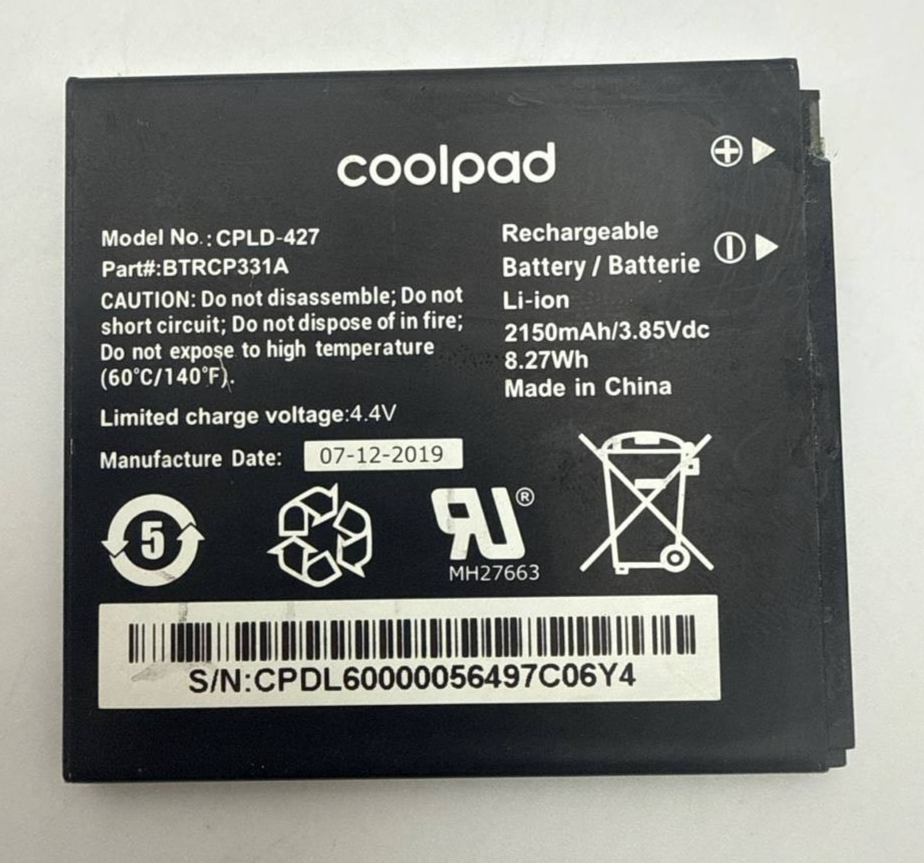 coolpad
Model No.: CPLD-427
Part#:BTRCP331A
CAUTION: Do not disassemble; Do not
short circuit; Do not dispose of in fire;
Do not expose to high temperature
(60°C/140°F).
Limited charge voltage:4.4V
Manufacture Date: 07-12-2019
Rechargeable
Battery / Batterie
Li-ion
2150mAh/3.85Vdc
8.27Wh
Made in China
5
RU®
MH27663
S/N:CPDL60000056497C06Y4